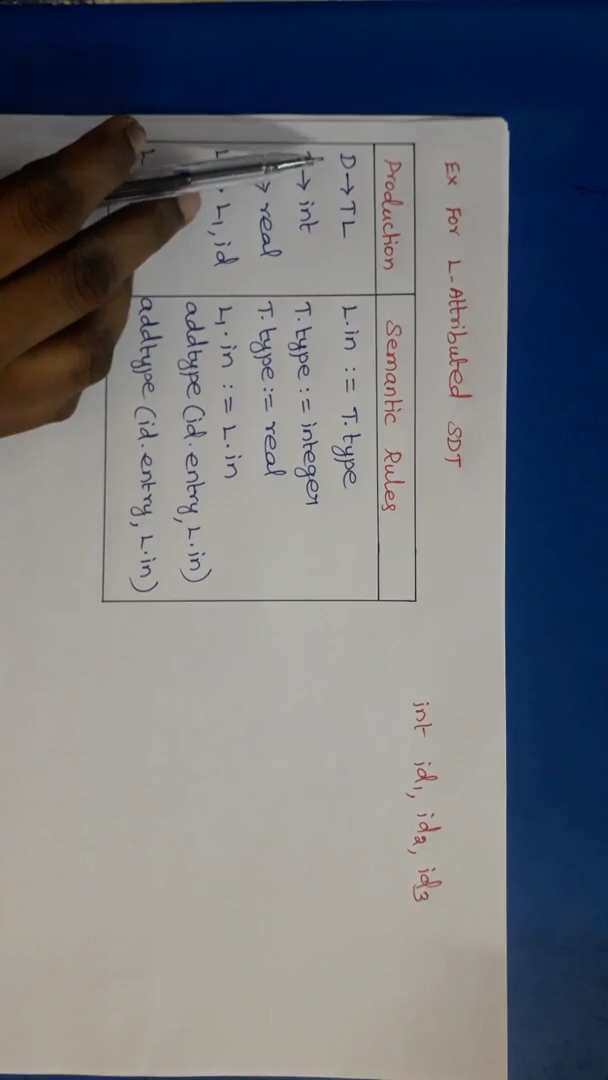 Ex For L-Attributed SDT
int id1, id2, id3
Production Semantic Rules
D→TL L.in := T.type
→ int T.type := integer
→ real T.type := real
L1, id L1.in := L.in
addtype (id.entry, L.in)
addtype (id.entry, L.in)